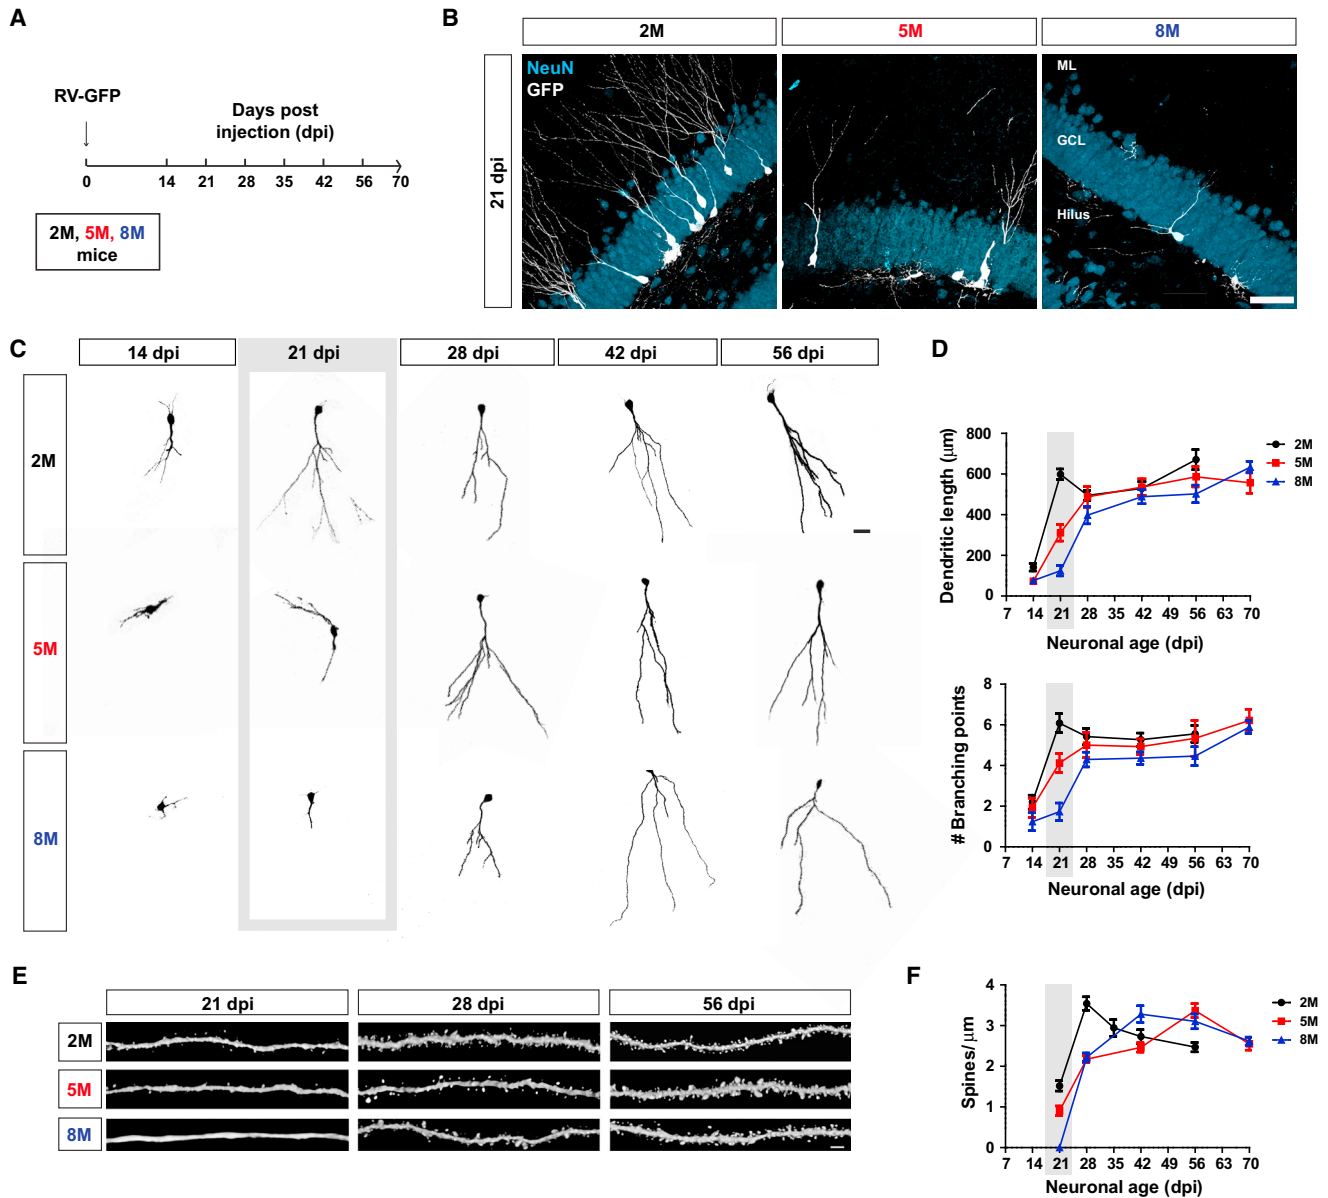 A
RV-GFP
Days post
injection (dpi)
0 14 21 28 35 42 56 70
2M, 5M, 8M
mice
B
2M 5M 8M
21 dpi
NeuN
GFP
ML
GCL
Hilus
C
14 dpi 21 dpi 28 dpi 42 dpi 56 dpi
2M
5M
8M
D
Dendritic length (μm)
800
600
400
200
0
7 14 21 28 35 42 49 56 63 70
Neuronal age (dpi)
2M
5M
8M
# Branching points
8
6
4
2
0
7 14 21 28 35 42 49 56 63 70
Neuronal age (dpi)
E
21 dpi 28 dpi 56 dpi
2M
5M
8M
F
Spines/μm
4
3
2
1
0
7 14 21 28 35 42 49 56 63 70
Neuronal age (dpi)
2M
5M
8M